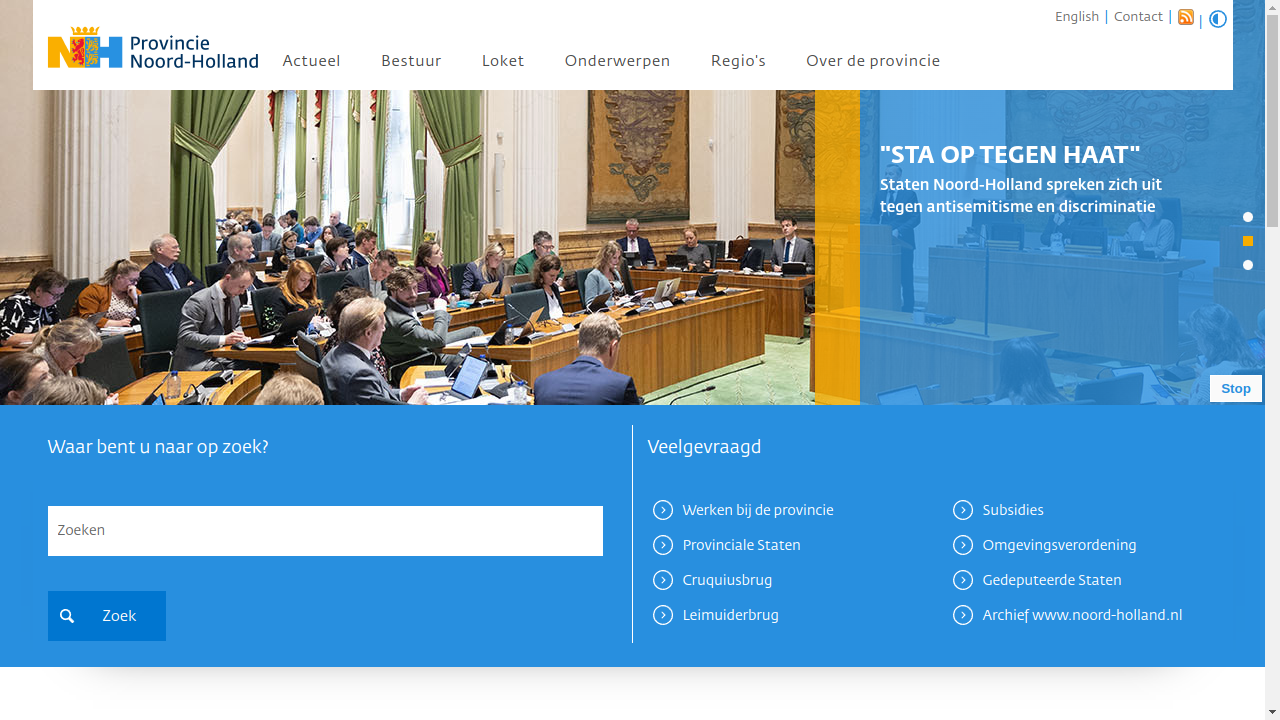 English | Contact | |
Provincie
Noord-Holland
Actueel Bestuur Loket Onderwerpen Regio's Over de provincie
"STA OP TEGEN HAAT"
Staten Noord-Holland spreken zich uit
tegen antisemitisme en discriminatie
Stop
Waar bent u naar op zoek?
Zoeken
Zoek
Veelgevraagd
Werken bij de provincie
Provinciale Staten
Cruquiusbrug
Leimuiderbrug
Subsidies
Omgevingsverordening
Gedeputeerde Staten
Archief www.noord-holland.nl